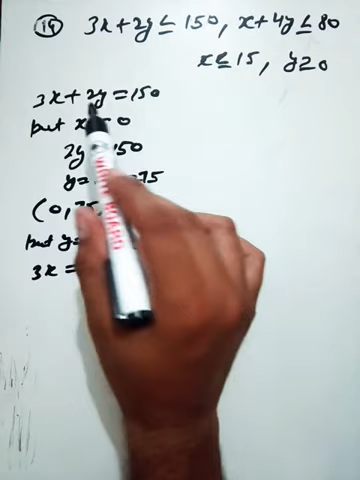 (14) 3x+2y ≤ 150, x+4y ≤ 80
x ≤ 15, y ≥ 0
3x+2y=150
put x=0
2y 150
y= 75
(0,75
put y=
3x =